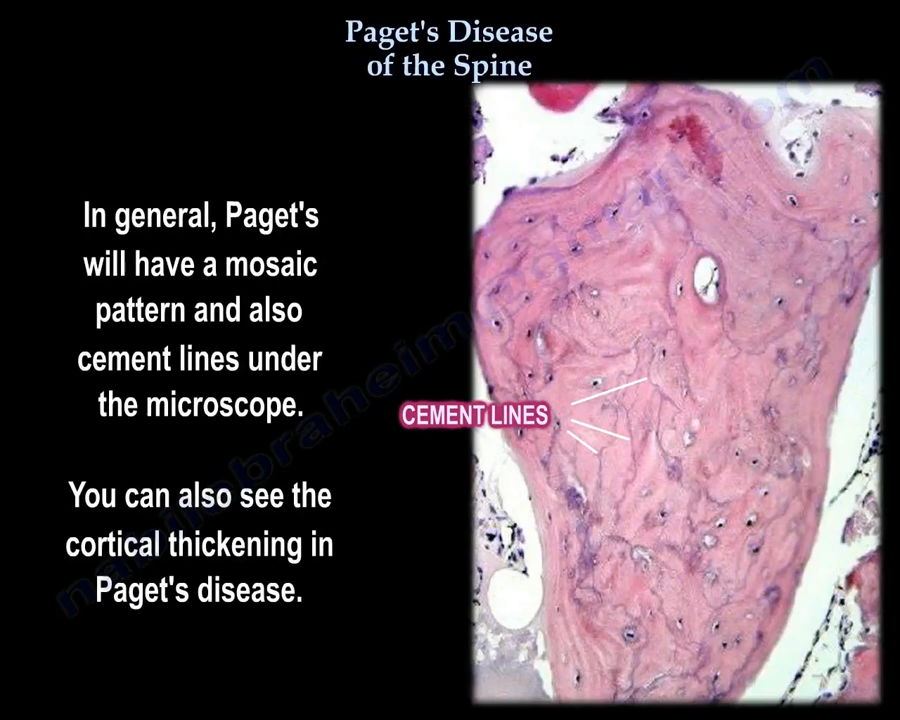 Paget's Disease
of the Spine
In general, Paget's
will have a mosaic
pattern and also
cement lines under
the microscope.
CEMENT LINES
You can also see the
cortical thickening in
Paget's disease.